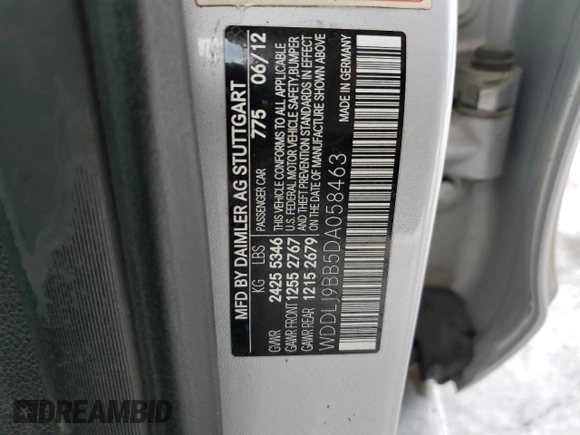 MFD BY DAIMLER AG STUTTGART
775 06/12
PASSENGER CAR
KG LBS
GVWR 2425 5346
GAWR FRONT 1255 2767
GAWR REAR 1215 2679
THIS VEHICLE CONFORMS TO ALL APPLICABLE
U.S. FEDERAL MOTOR VEHICLE SAFETY, BUMPER
AND THEFT PREVENTION STANDARDS IN EFFECT
ON THE DATE OF MANUFACTURE SHOWN ABOVE
WDDLJ9BB5DA058463
MADE IN GERMANY
DREAMBID